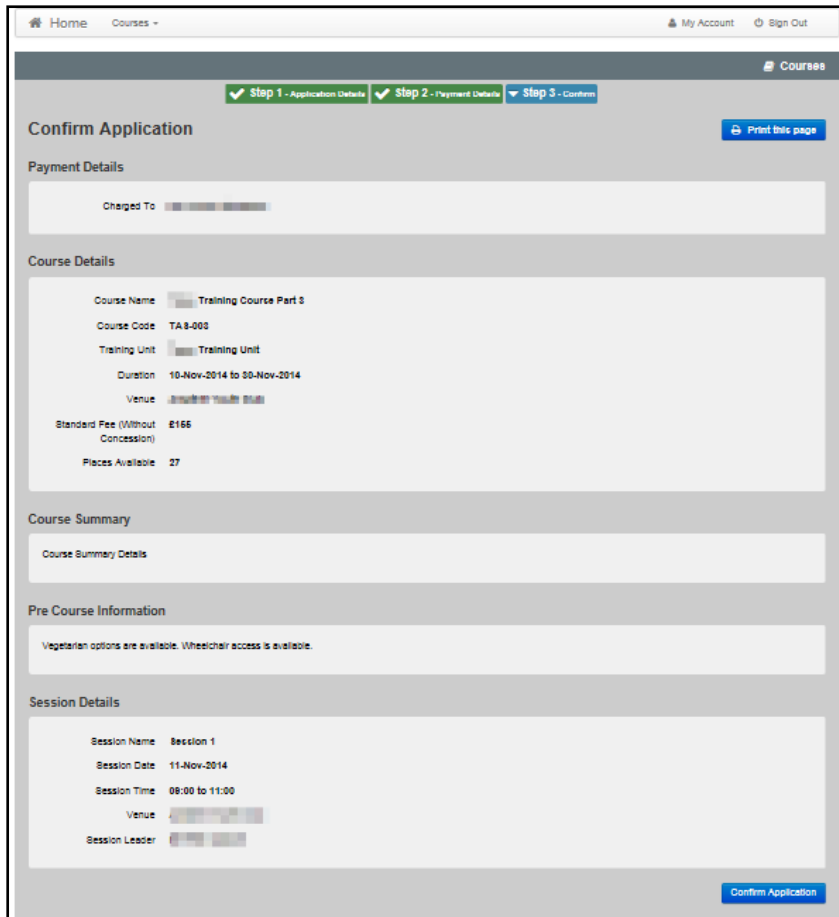 Home Courses My Account Sign Out
Courses
Step 1 - Application Details Step 2 - Payment Details Step 3 - Confirm
Confirm Application Print this page
Payment Details
Charged To
Course Details
Course Name Training Course Part 3
Course Code TA8-003
Training Unit Training Unit
Duration 10-Nov-2014 to 30-Nov-2014
Venue
Standard Fee (Without £155
Concession)
Places Available 27
Course Summary
Course Summary Details
Pre Course Information
Vegetarian options are available. Wheelchair access is available.
Session Details
Session Name Session 1
Session Date 11-Nov-2014
Session Time 09:00 to 11:00
Venue
Session Leader
Confirm Application